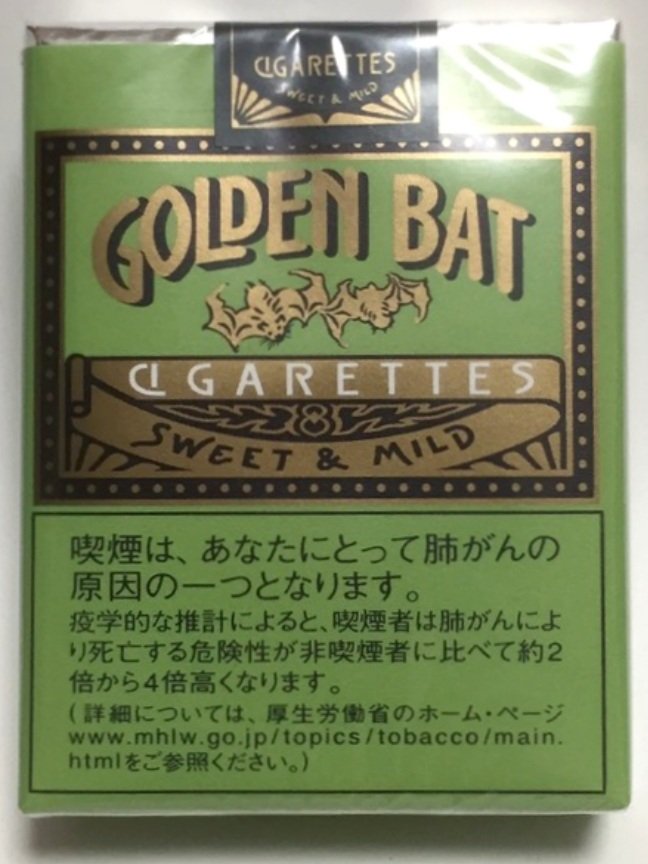 CIGARETTES
SWEET & MILD
GOLDEN BAT
CIGARETTES
SWEET & MILD
喫煙は、あなたにとって肺がんの
原因の一つとなります。
疫学的な推計によると、喫煙者は肺がんによ
り死亡する危険性が非喫煙者に比べて約2
倍から4倍高くなります。
(詳細については、厚生労働省のホーム・ページ
www.mhlw.go.jp/topics/tobacco/main.
htmlをご参照ください。)